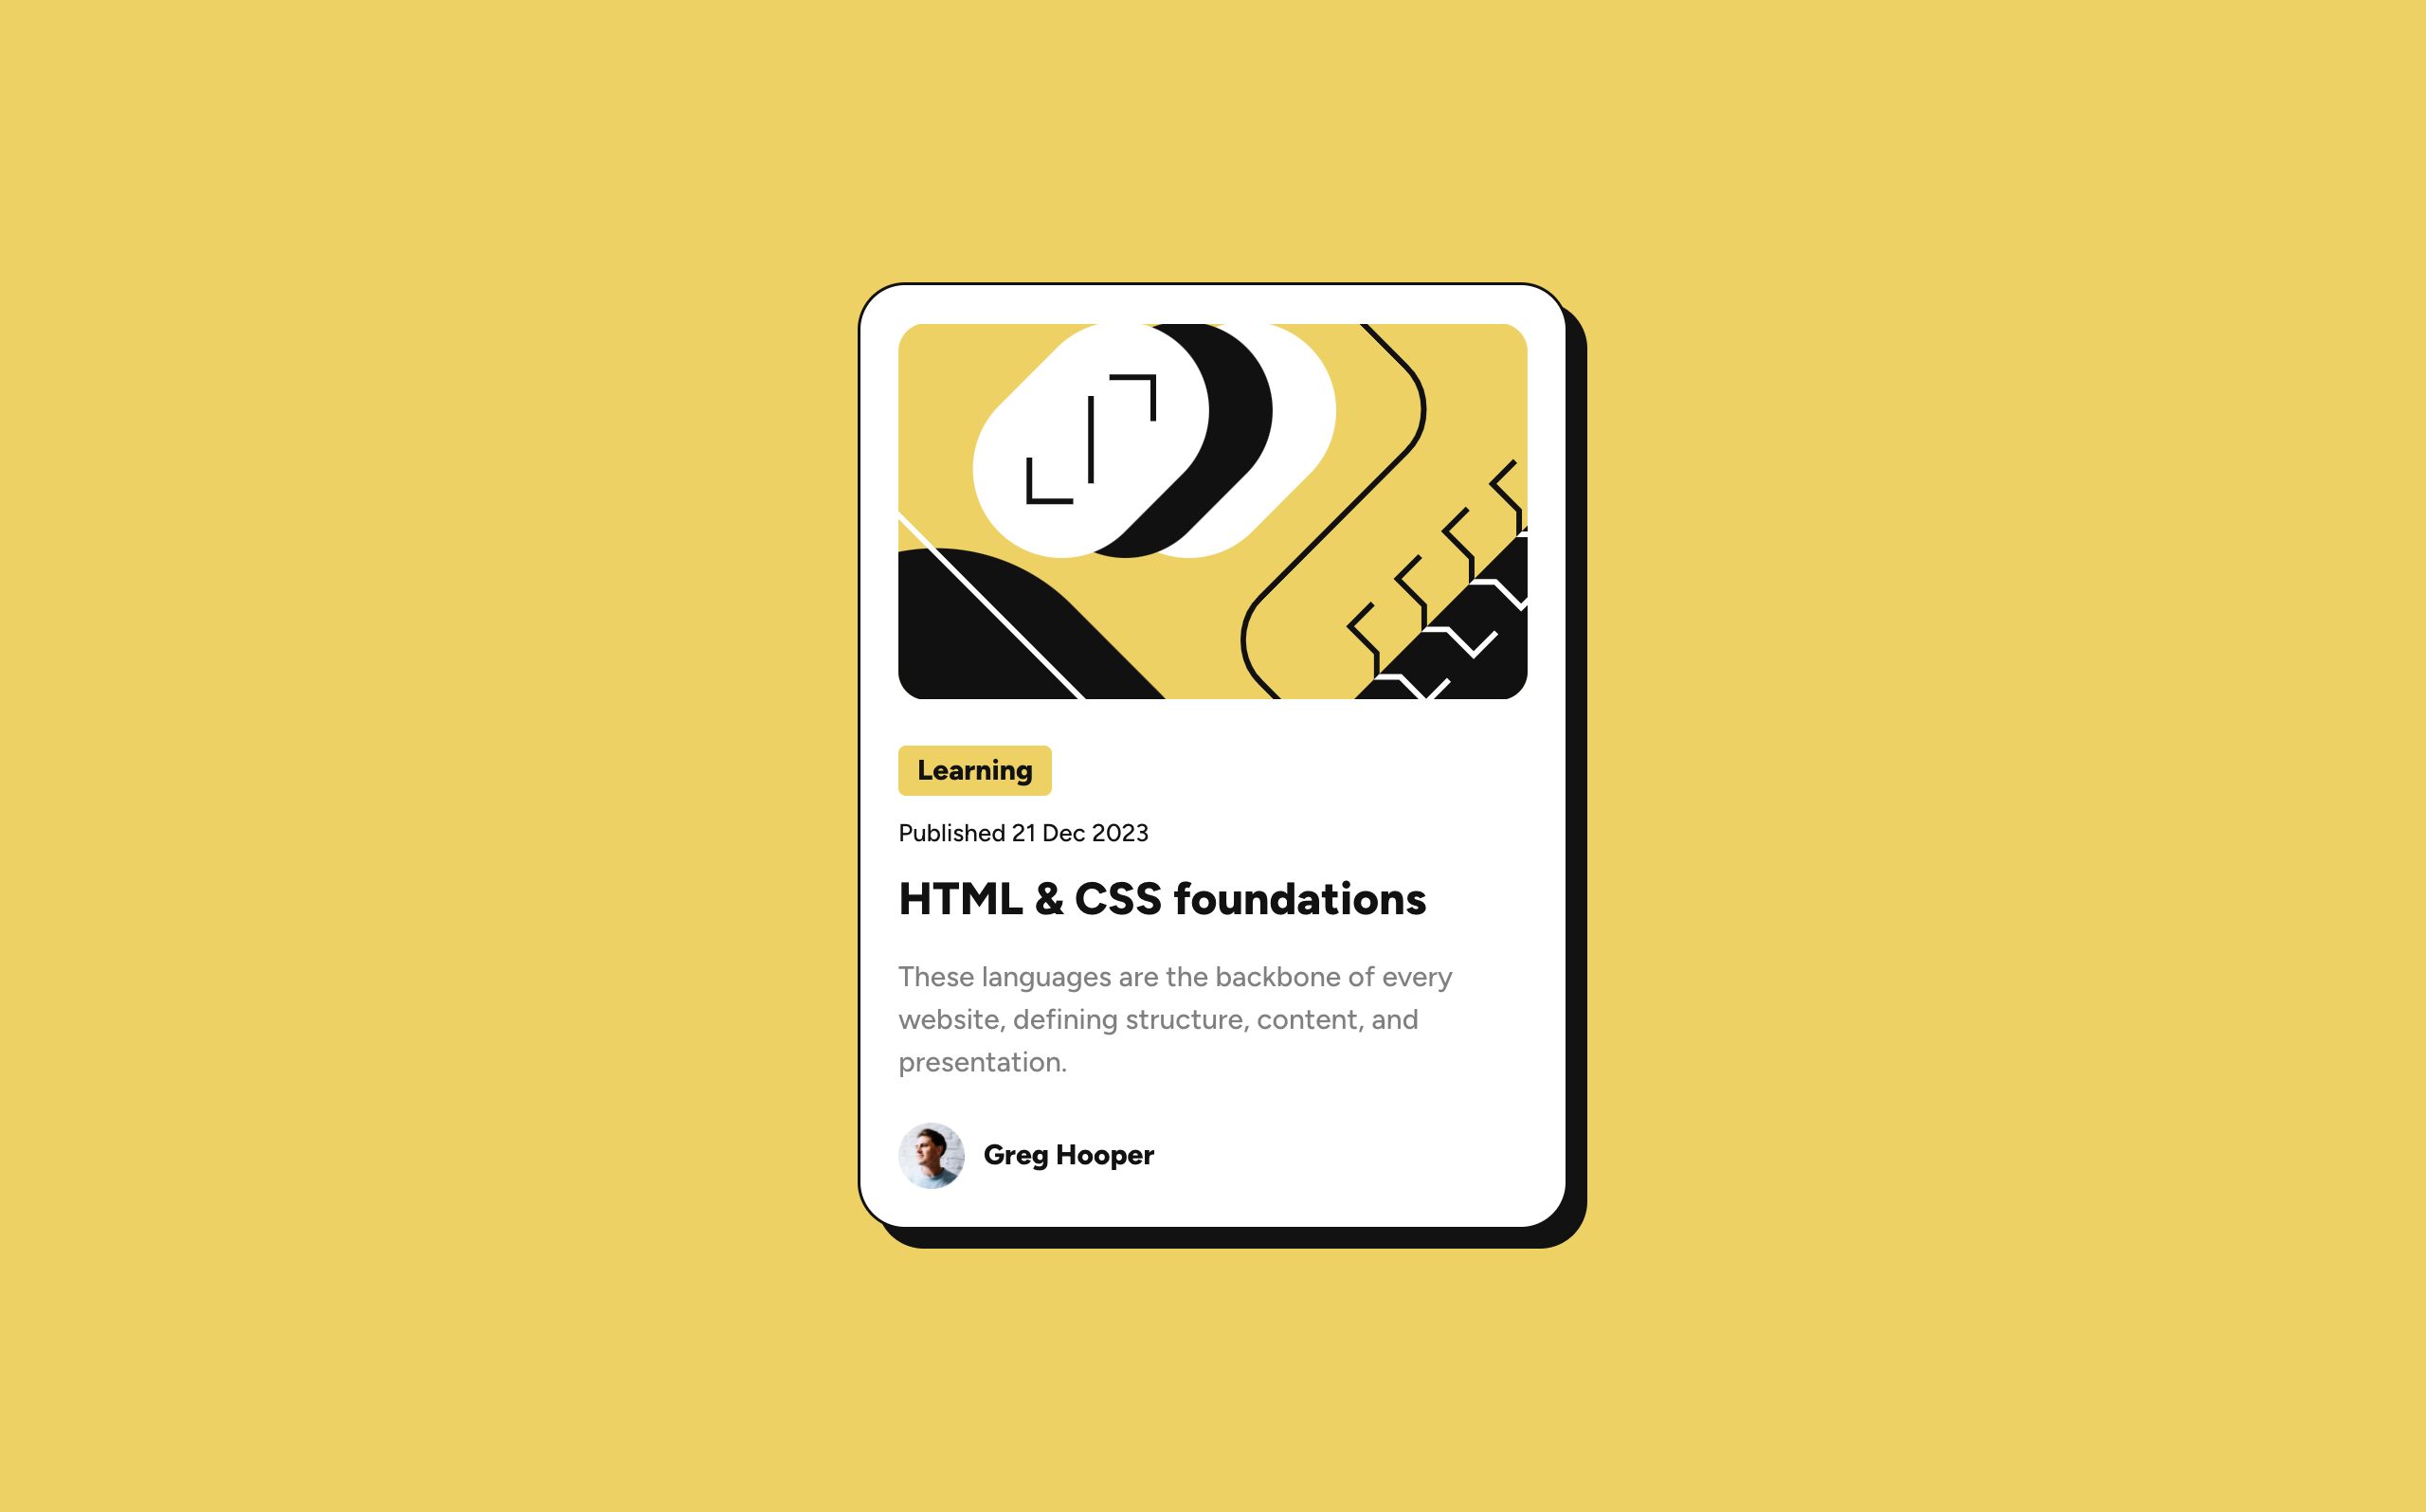 Learning
Published 21 Dec 2023
HTML & CSS foundations
These languages are the backbone of every
website, defining structure, content, and
presentation.
Greg Hooper